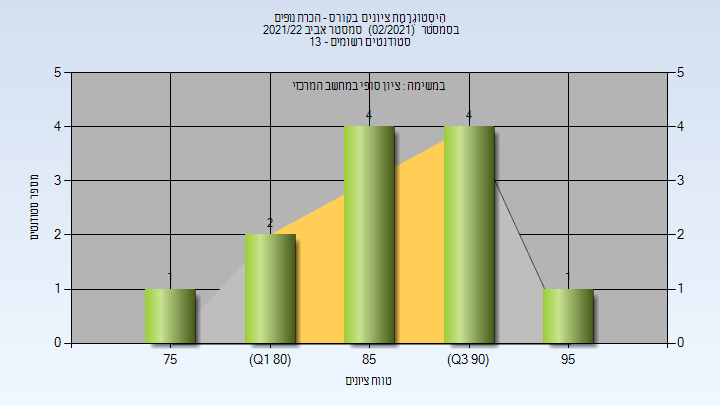 היסטוגרמת ציונים בקורס - הכרת נופים
בסמסטר (02/2021) סמסטר אביב 2021/22
סטודנטים רשומים - 13
במשימה : ציון סופי במחשב המרכזי
5 5
4 4
3 3
2 2
1 1
0 0
1 2 4 4 1
מספר סטודנטים
75 (Q1 80) 85 (Q3 90) 95
טווח ציונים